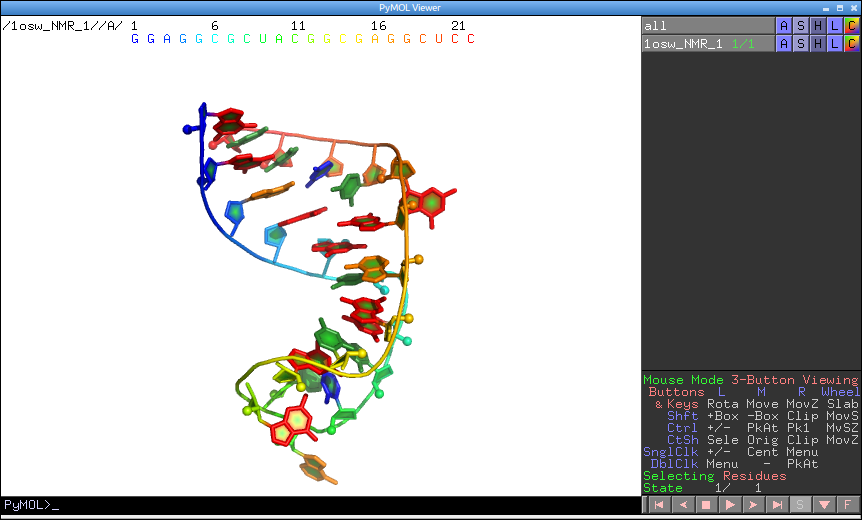 PyMOL Viewer
/1osw_NMR_1//A/ 1 6 11 16 21
G G A G G C G C U A C G G C G A G G C U C C
all A S H L C
1osw_NMR_1 1/1 A S H L C
Mouse Mode 3-Button Viewing
Buttons L M R Wheel
& Keys Rota Move MovZ Slab
Shft +Box -Box Clip MovS
Ctrl +/- PkAt Pk1 MvSZ
CtSh Sele Orig Clip MovZ
SnglClk +/- Cent Menu
DblClk Menu - PkAt
Selecting Residues
State 1/ 1
S F
PyMOL>_